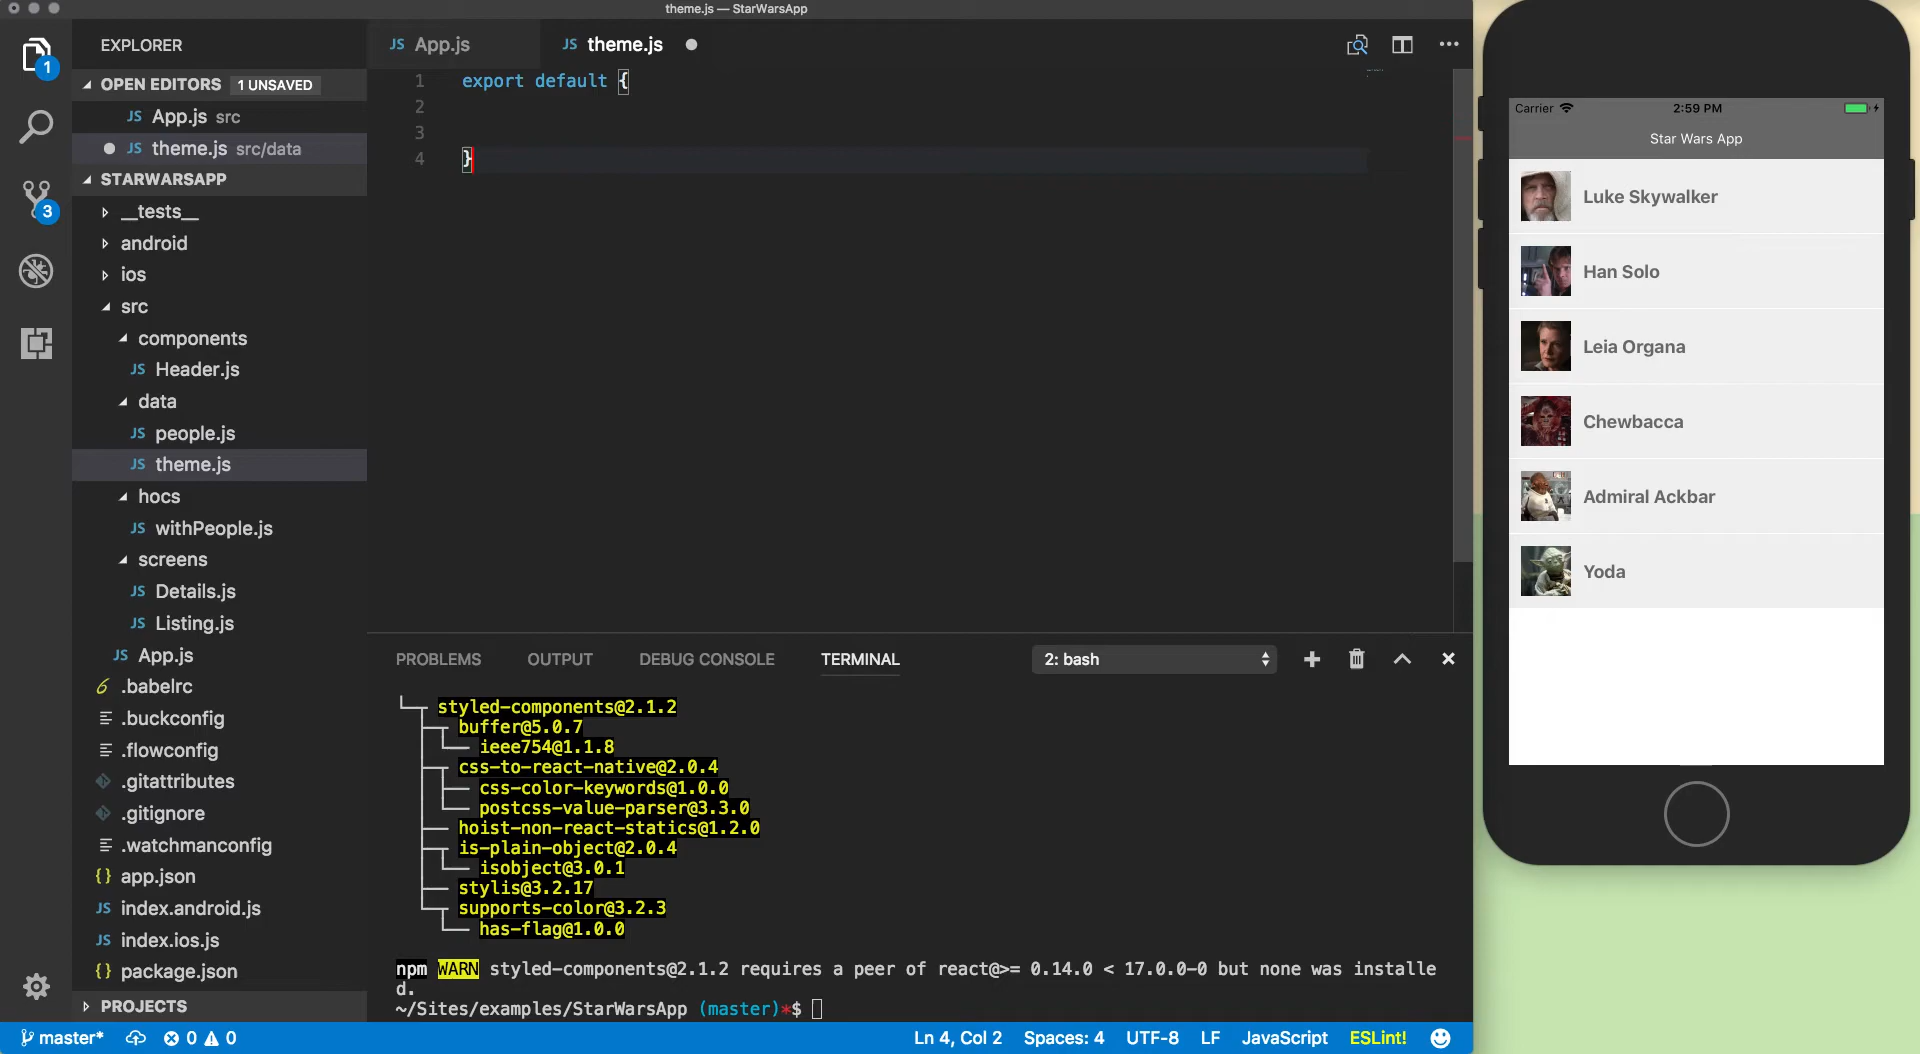 theme.js — StarWarsApp
1
3
EXPLORER
OPEN EDITORS 1 UNSAVED
JS App.js src
JS theme.js src/data
STARWARSAPP
__tests__
android
ios
src
components
JS Header.js
data
JS people.js
JS theme.js
hocs
JS withPeople.js
screens
JS Details.js
JS Listing.js
JS App.js
.babelrc
.buckconfig
.flowconfig
.gitattributes
.gitignore
.watchmanconfig
{} app.json
JS index.android.js
JS index.ios.js
{} package.json
PROJECTS
JS App.js
JS theme.js
1 export default {
2
3
4 }
PROBLEMS OUTPUT DEBUG CONSOLE TERMINAL 2: bash
styled-components@2.1.2
buffer@5.0.7
ieee754@1.1.8
css-to-react-native@2.0.4
css-color-keywords@1.0.0
postcss-value-parser@3.3.0
hoist-non-react-statics@1.2.0
is-plain-object@2.0.4
isobject@3.0.1
stylis@3.2.17
supports-color@3.2.3
has-flag@1.0.0
npm WARN styled-components@2.1.2 requires a peer of react@>= 0.14.0 < 17.0.0-0 but none was installe
d.
~/Sites/examples/StarWarsApp (master)*$
master* 0 0 Ln 4, Col 2 Spaces: 4 UTF-8 LF JavaScript ESLint!
Carrier 2:59 PM
Star Wars App
Luke Skywalker
Han Solo
Leia Organa
Chewbacca
Admiral Ackbar
Yoda